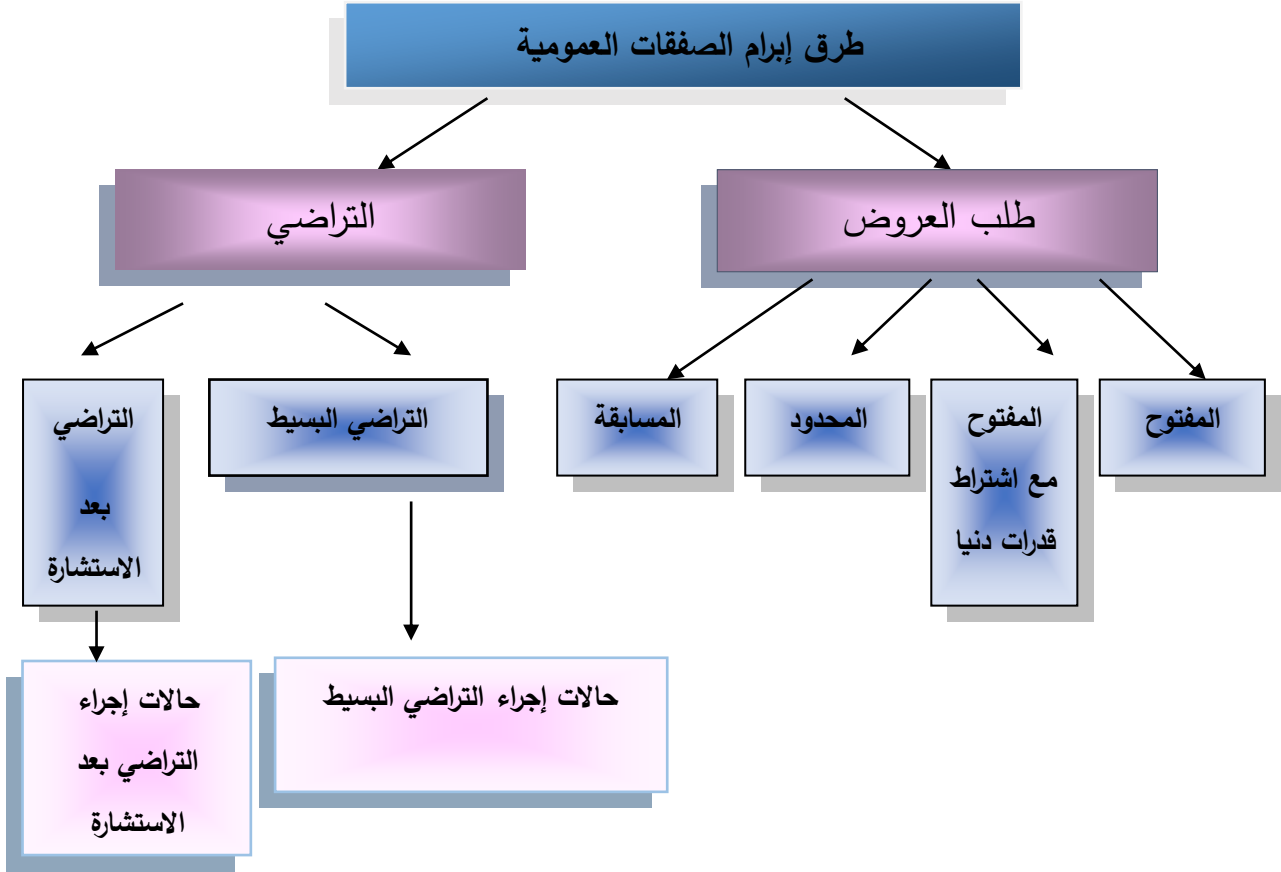 طرق إبرام الصفقات العمومية
طلب العروض
التراضي
المفتوح
المفتوح
مع اشتراط
قدرات دنيا
المحدود
المسابقة
التراضي البسيط
التراضي
بعد
الاستشارة
حالات إجراء التراضي البسيط
حالات إجراء
التراضي بعد
الاستشارة